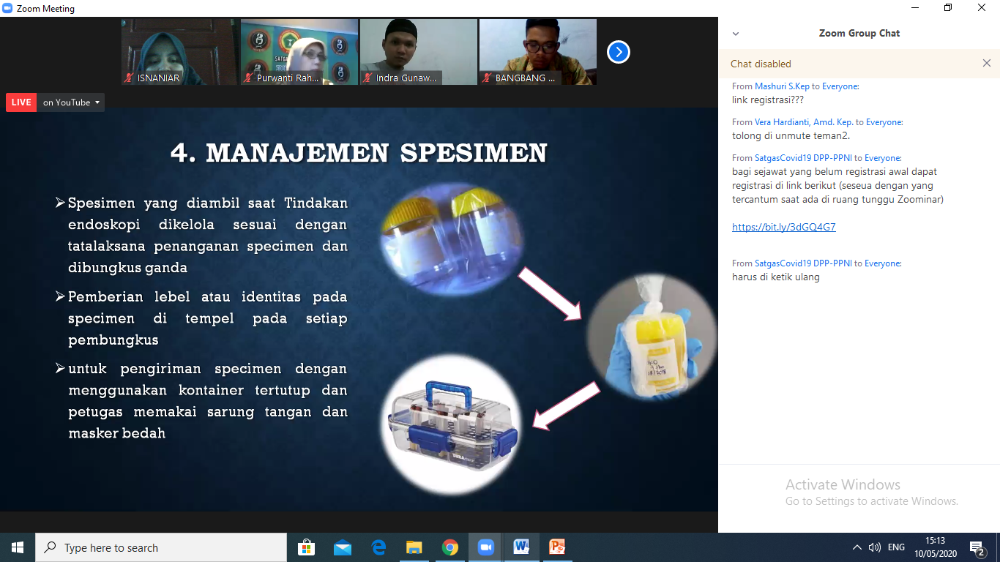 Zoom Meeting
ISNANIAR
Purwanti Rah...
Indra Gunaw...
BANGBANG ...
LIVE
on YouTube
4. MANAJEMEN SPESIMEN
Spesimen yang diambil saat Tindakan
endoskopi dikelola sesuai dengan
tatalaksana penanganan specimen dan
dibungkus ganda
Pemberian lebel atau identitas pada
specimen di tempel pada setiap
pembungkus
untuk pengiriman specimen dengan
menggunakan kontainer tertutup dan
petugas memakai sarung tangan dan
masker bedah
Zoom Group Chat
Chat disabled
From Mashuri S.Kep to Everyone:
link registrasi???
From Vera Hardianti, Amd. Kep. to Everyone:
tolong di unmute teman2.
From SatgasCovid19 DPP-PPNI to Everyone:
bagi sejawat yang belum registrasi awal dapat
registrasi di link berikut (seseua dengan yang
tercantum saat ada di ruang tunggu Zoominar)
https://bit.ly/3dGQ4G7
From SatgasCovid19 DPP-PPNI to Everyone:
harus di ketik ulang
Activate Windows
Go to Settings to activate Windows.
Type here to search
ENG
15:13
10/05/2020
2